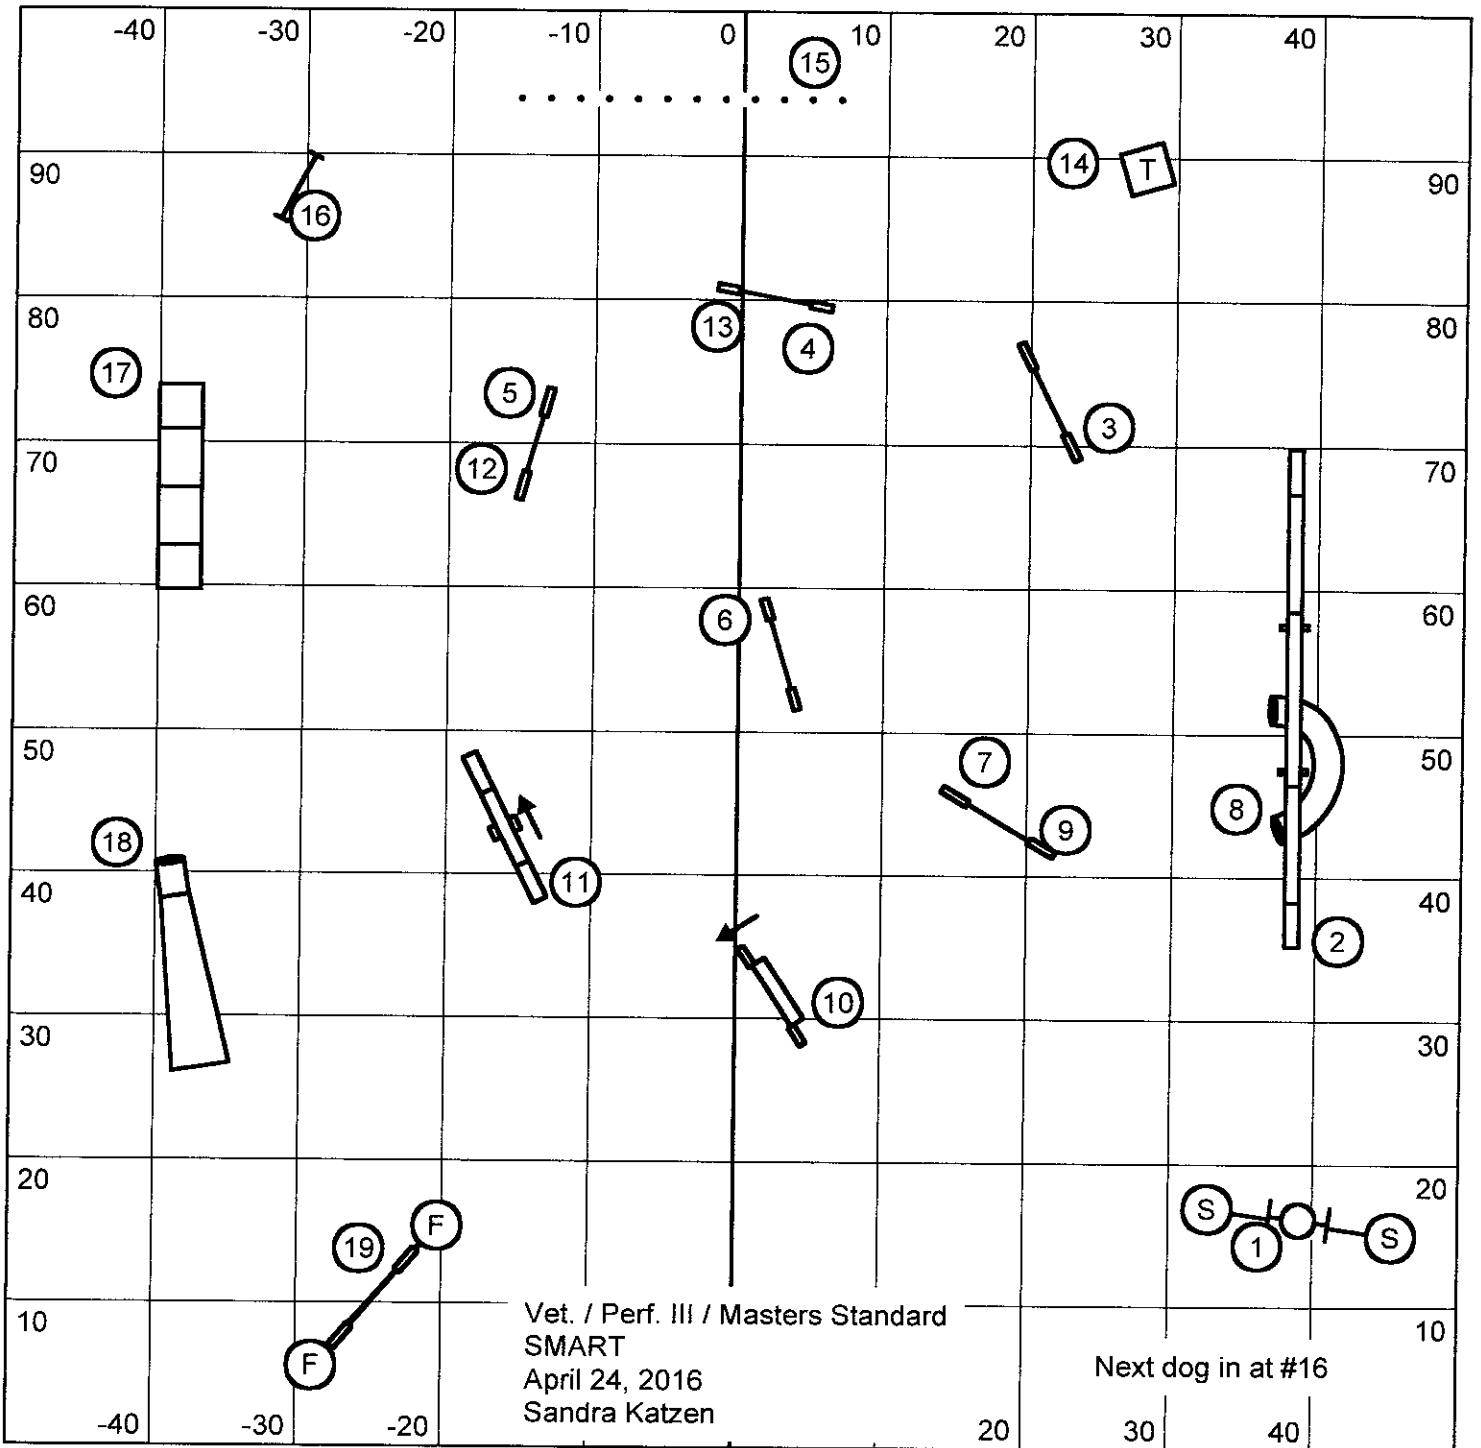 -40 -30 -20 -10 0 10 20 30 40
15
90 14 T 90
16
80 13 4 80
17 5 3
70 12 70
60 6 60
50 7 50
18 9 8
40 11 40
10 2
30 30
20 S S 20
19 F 1
10 10
F
Vet. / Perf. III / Masters Standard
SMART
April 24, 2016
Sandra Katzen
Next dog in at #16
-40 -30 -20 20 30 40